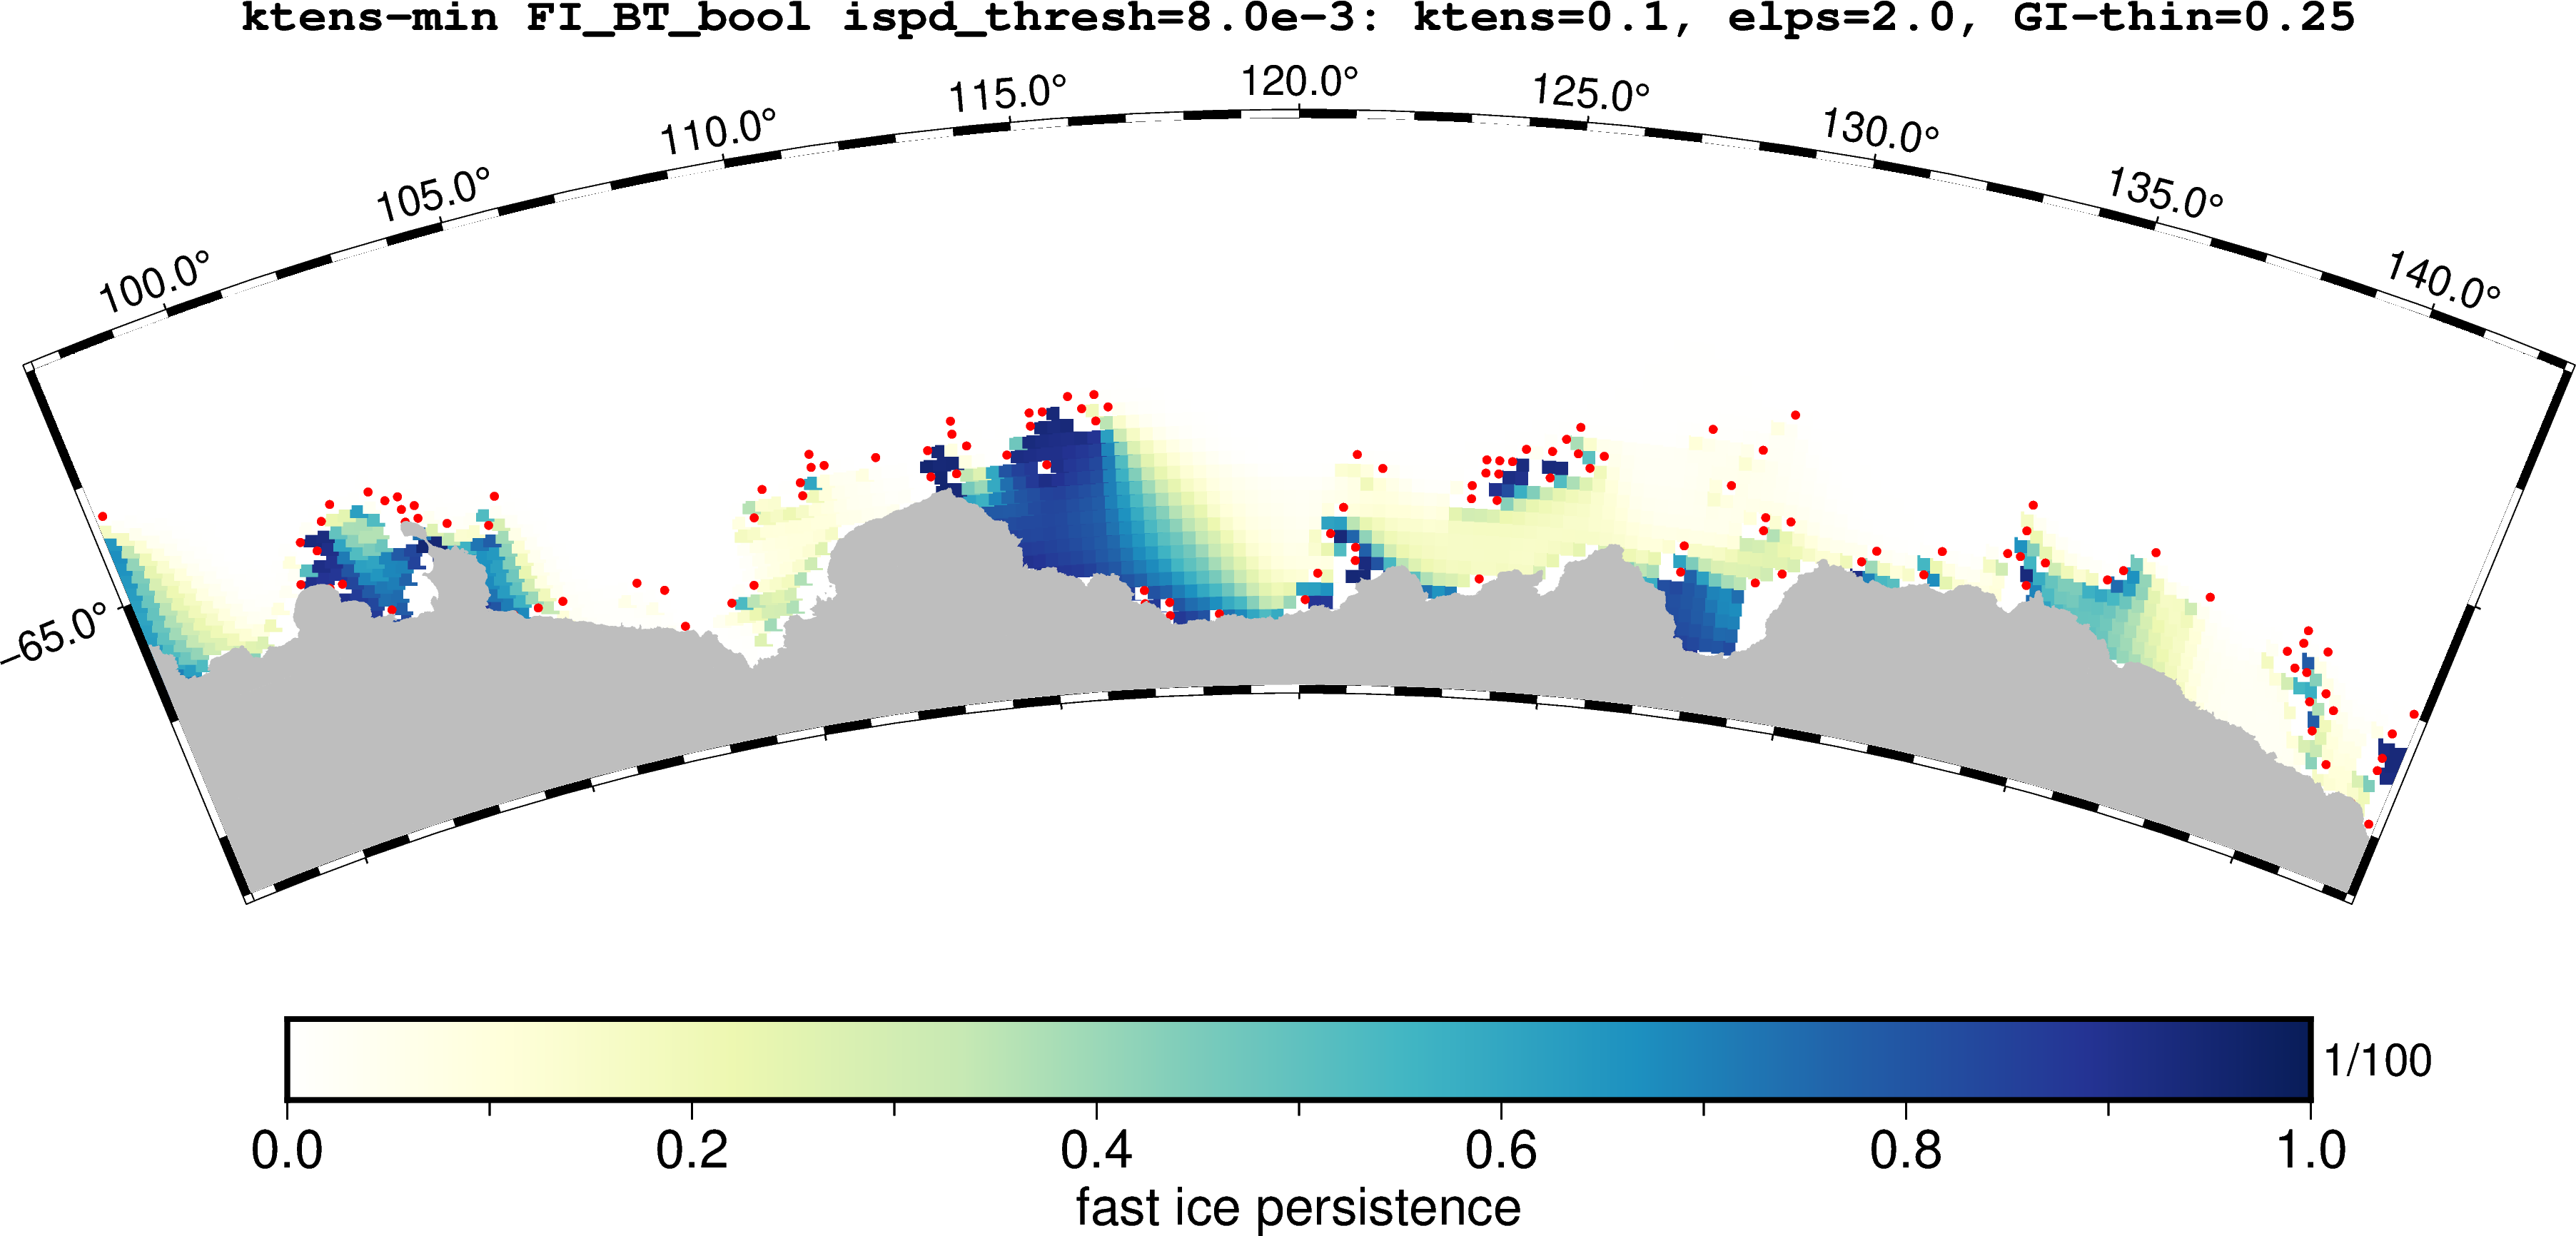 ktens-min FI_BT_bool ispd_thresh=8.0e-3: ktens=0.1, elps=2.0, GI-thin=0.25
100.0° 105.0° 110.0° 115.0° 120.0° 125.0° 130.0° 135.0° 140.0°
-65.0°
1/100
0.0 0.2 0.4 0.6 0.8 1.0
fast ice persistence